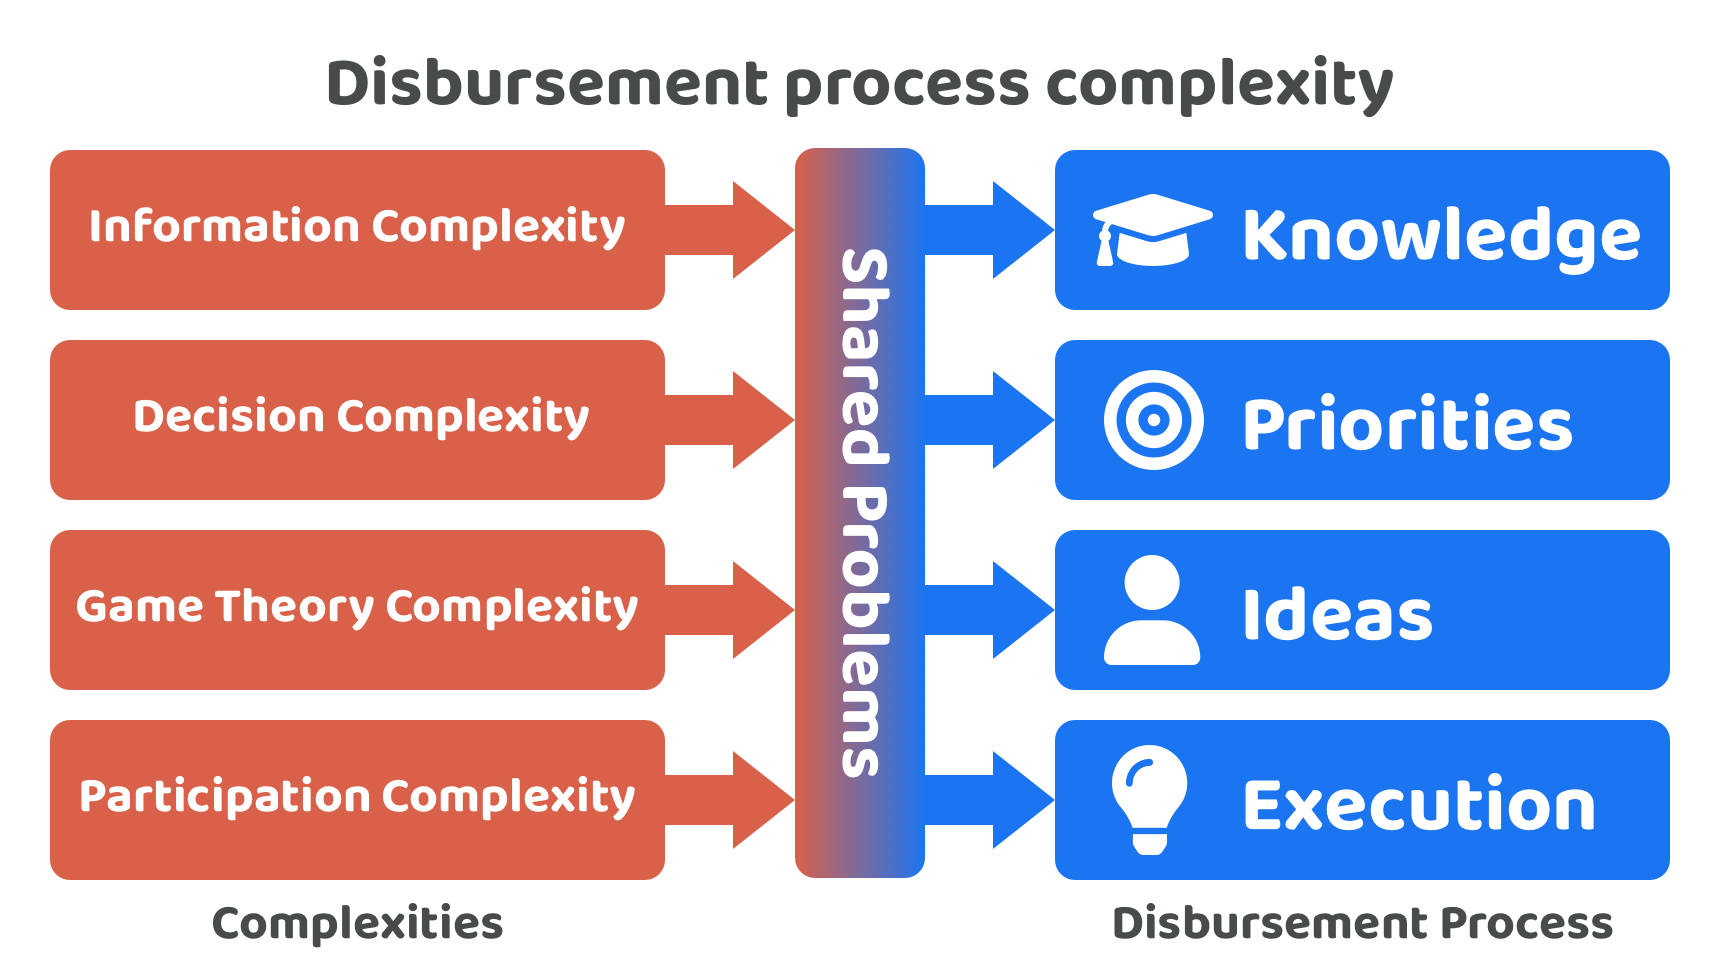 Disbursement process complexity
Information Complexity
Decision Complexity
Game Theory Complexity
Participation Complexity
Complexities
Shared Problems
Knowledge
Priorities
Ideas
Execution
Disbursement Process